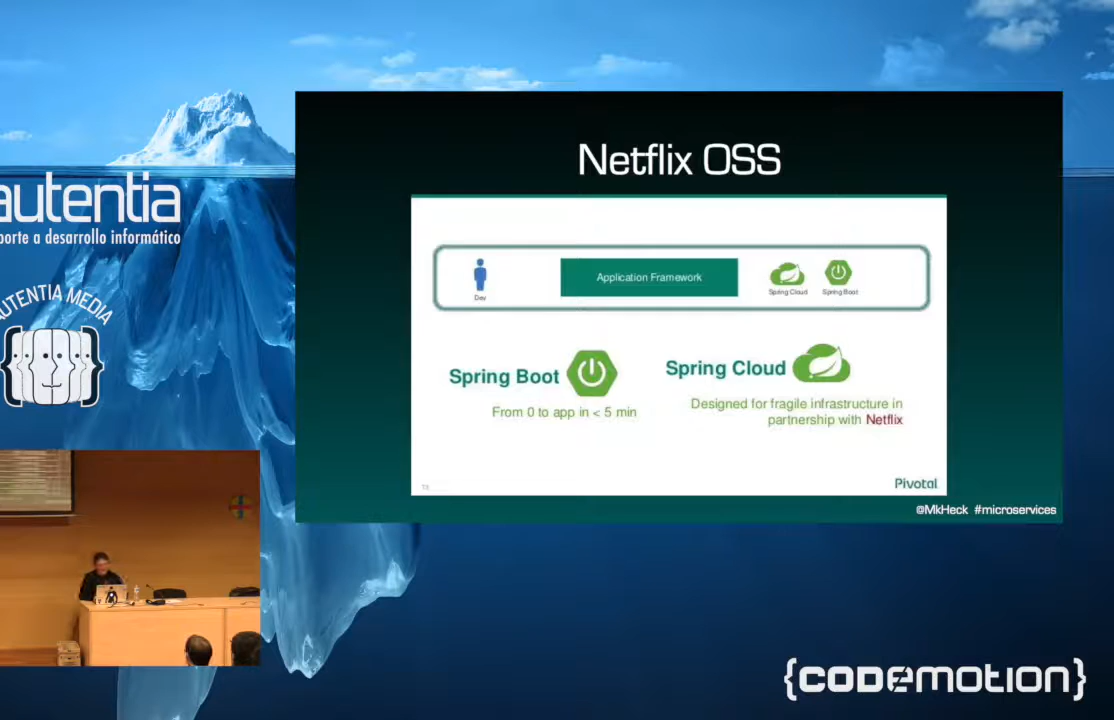 Netflix OSS
Application Framework
Dev
Spring Cloud
Spring Boot
Spring Boot
From 0 to app in < 5 min
Spring Cloud
Designed for fragile infrastructure in
partnership with Netflix
Pivotal
@MkHeck #microservices
autentia
porte a desarrollo informático
AUTENTIA MEDIA
{CODEMOTION}